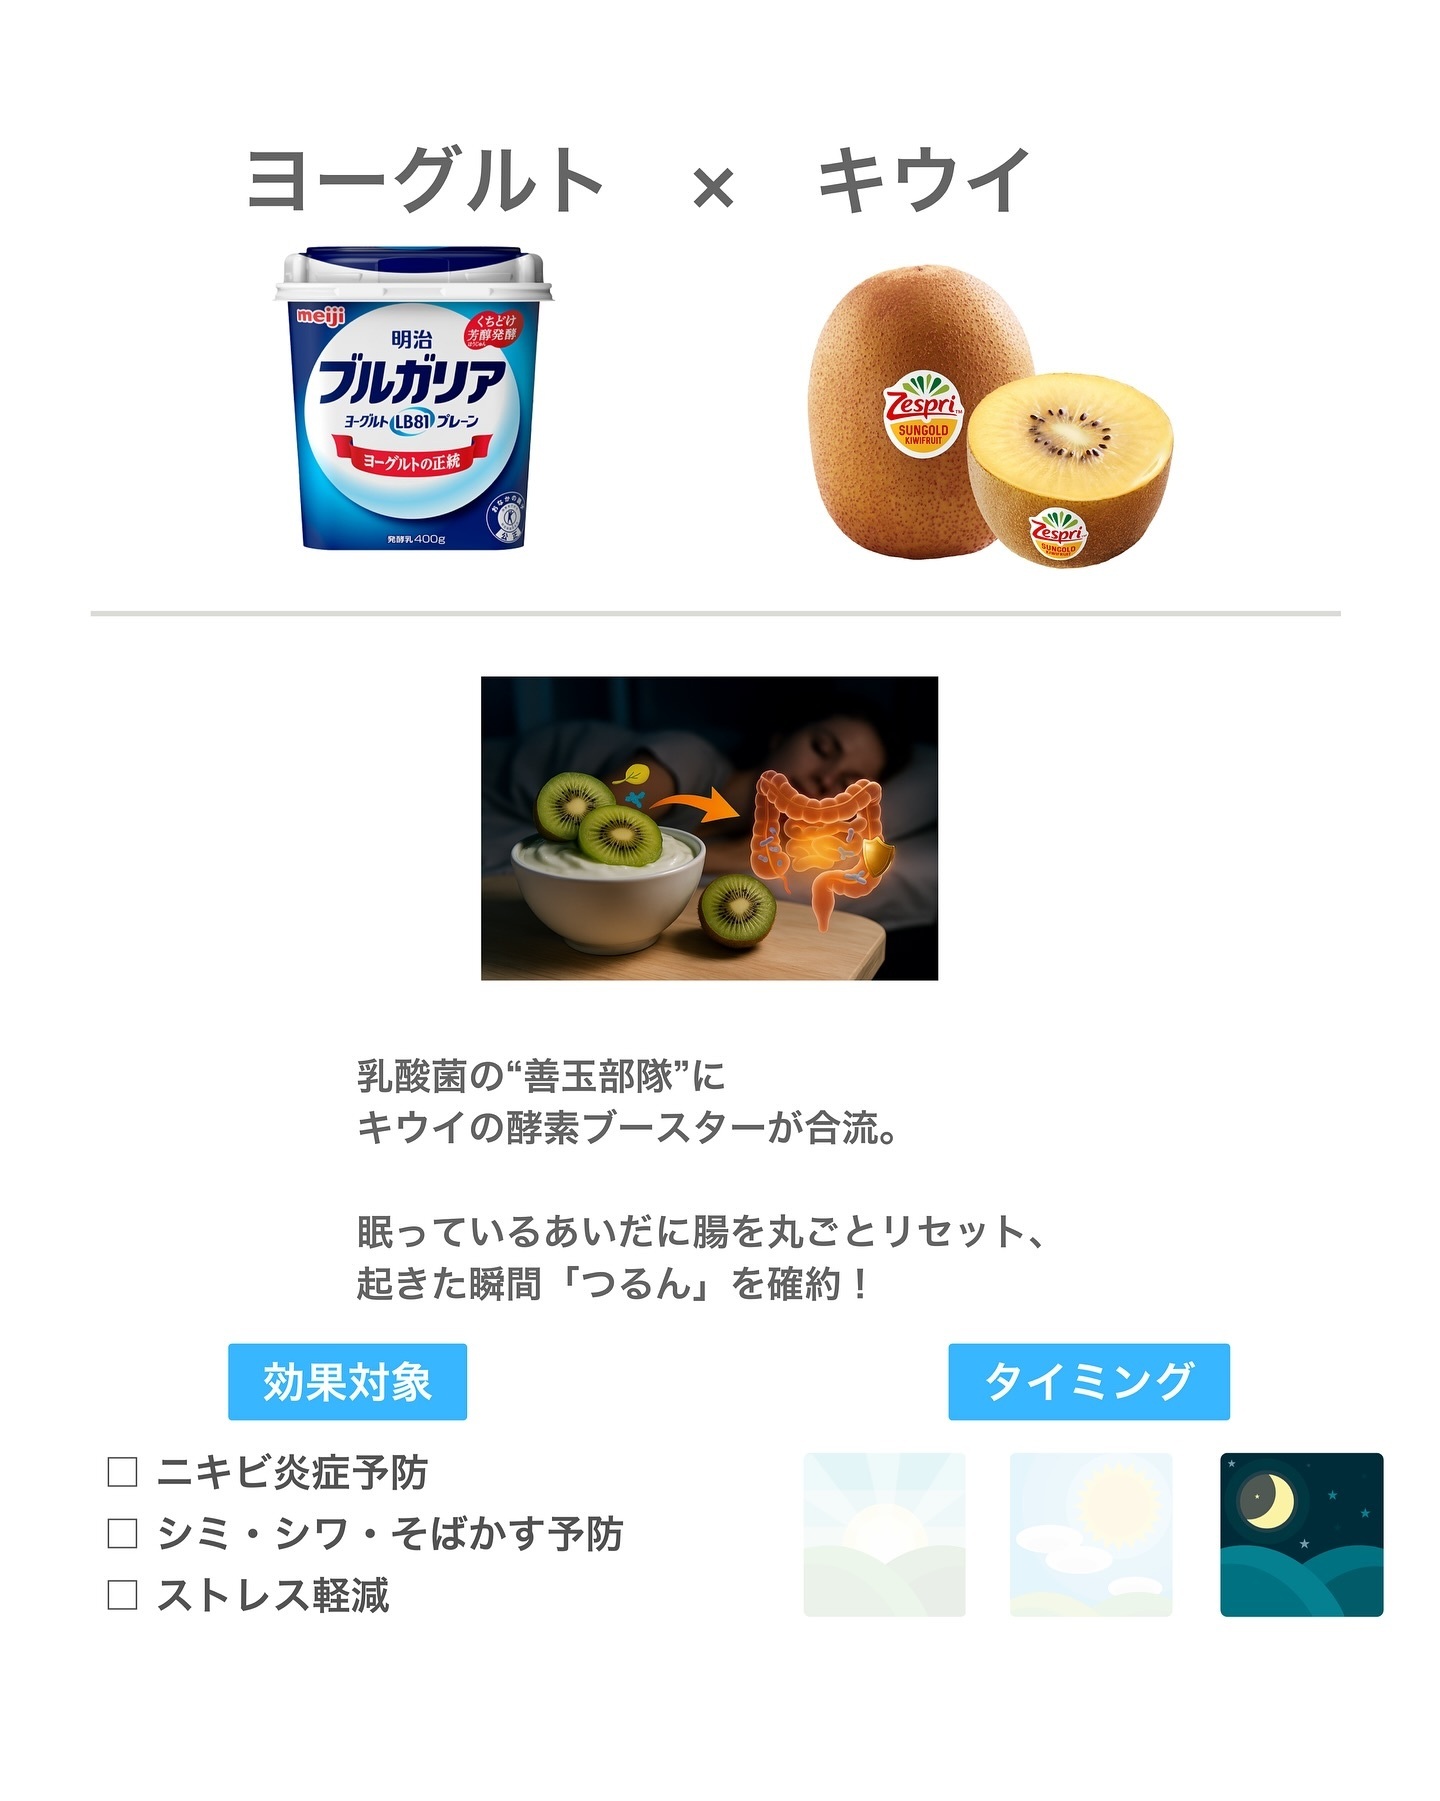 ヨーグルト × キウイ
meiji
くちどけ
芳醇発酵
ほうじゅん
明治
ブルガリア
ヨーグルト LB81 プレーン
ヨーグルトの正統
発酵乳400g
Zespri™
SUNGOLD
KIWIFRUIT
Zespri
SUNGOLD
KIWIFRUIT
乳酸菌の“善玉部隊”に
キウイの酵素ブースターが合流。
眠っているあいだに腸を丸ごとリセット、
起きた瞬間「つるん」を確約！
効果対象
タイミング
□ ニキビ炎症予防
□ シミ・シワ・そばかす予防
□ ストレス軽減